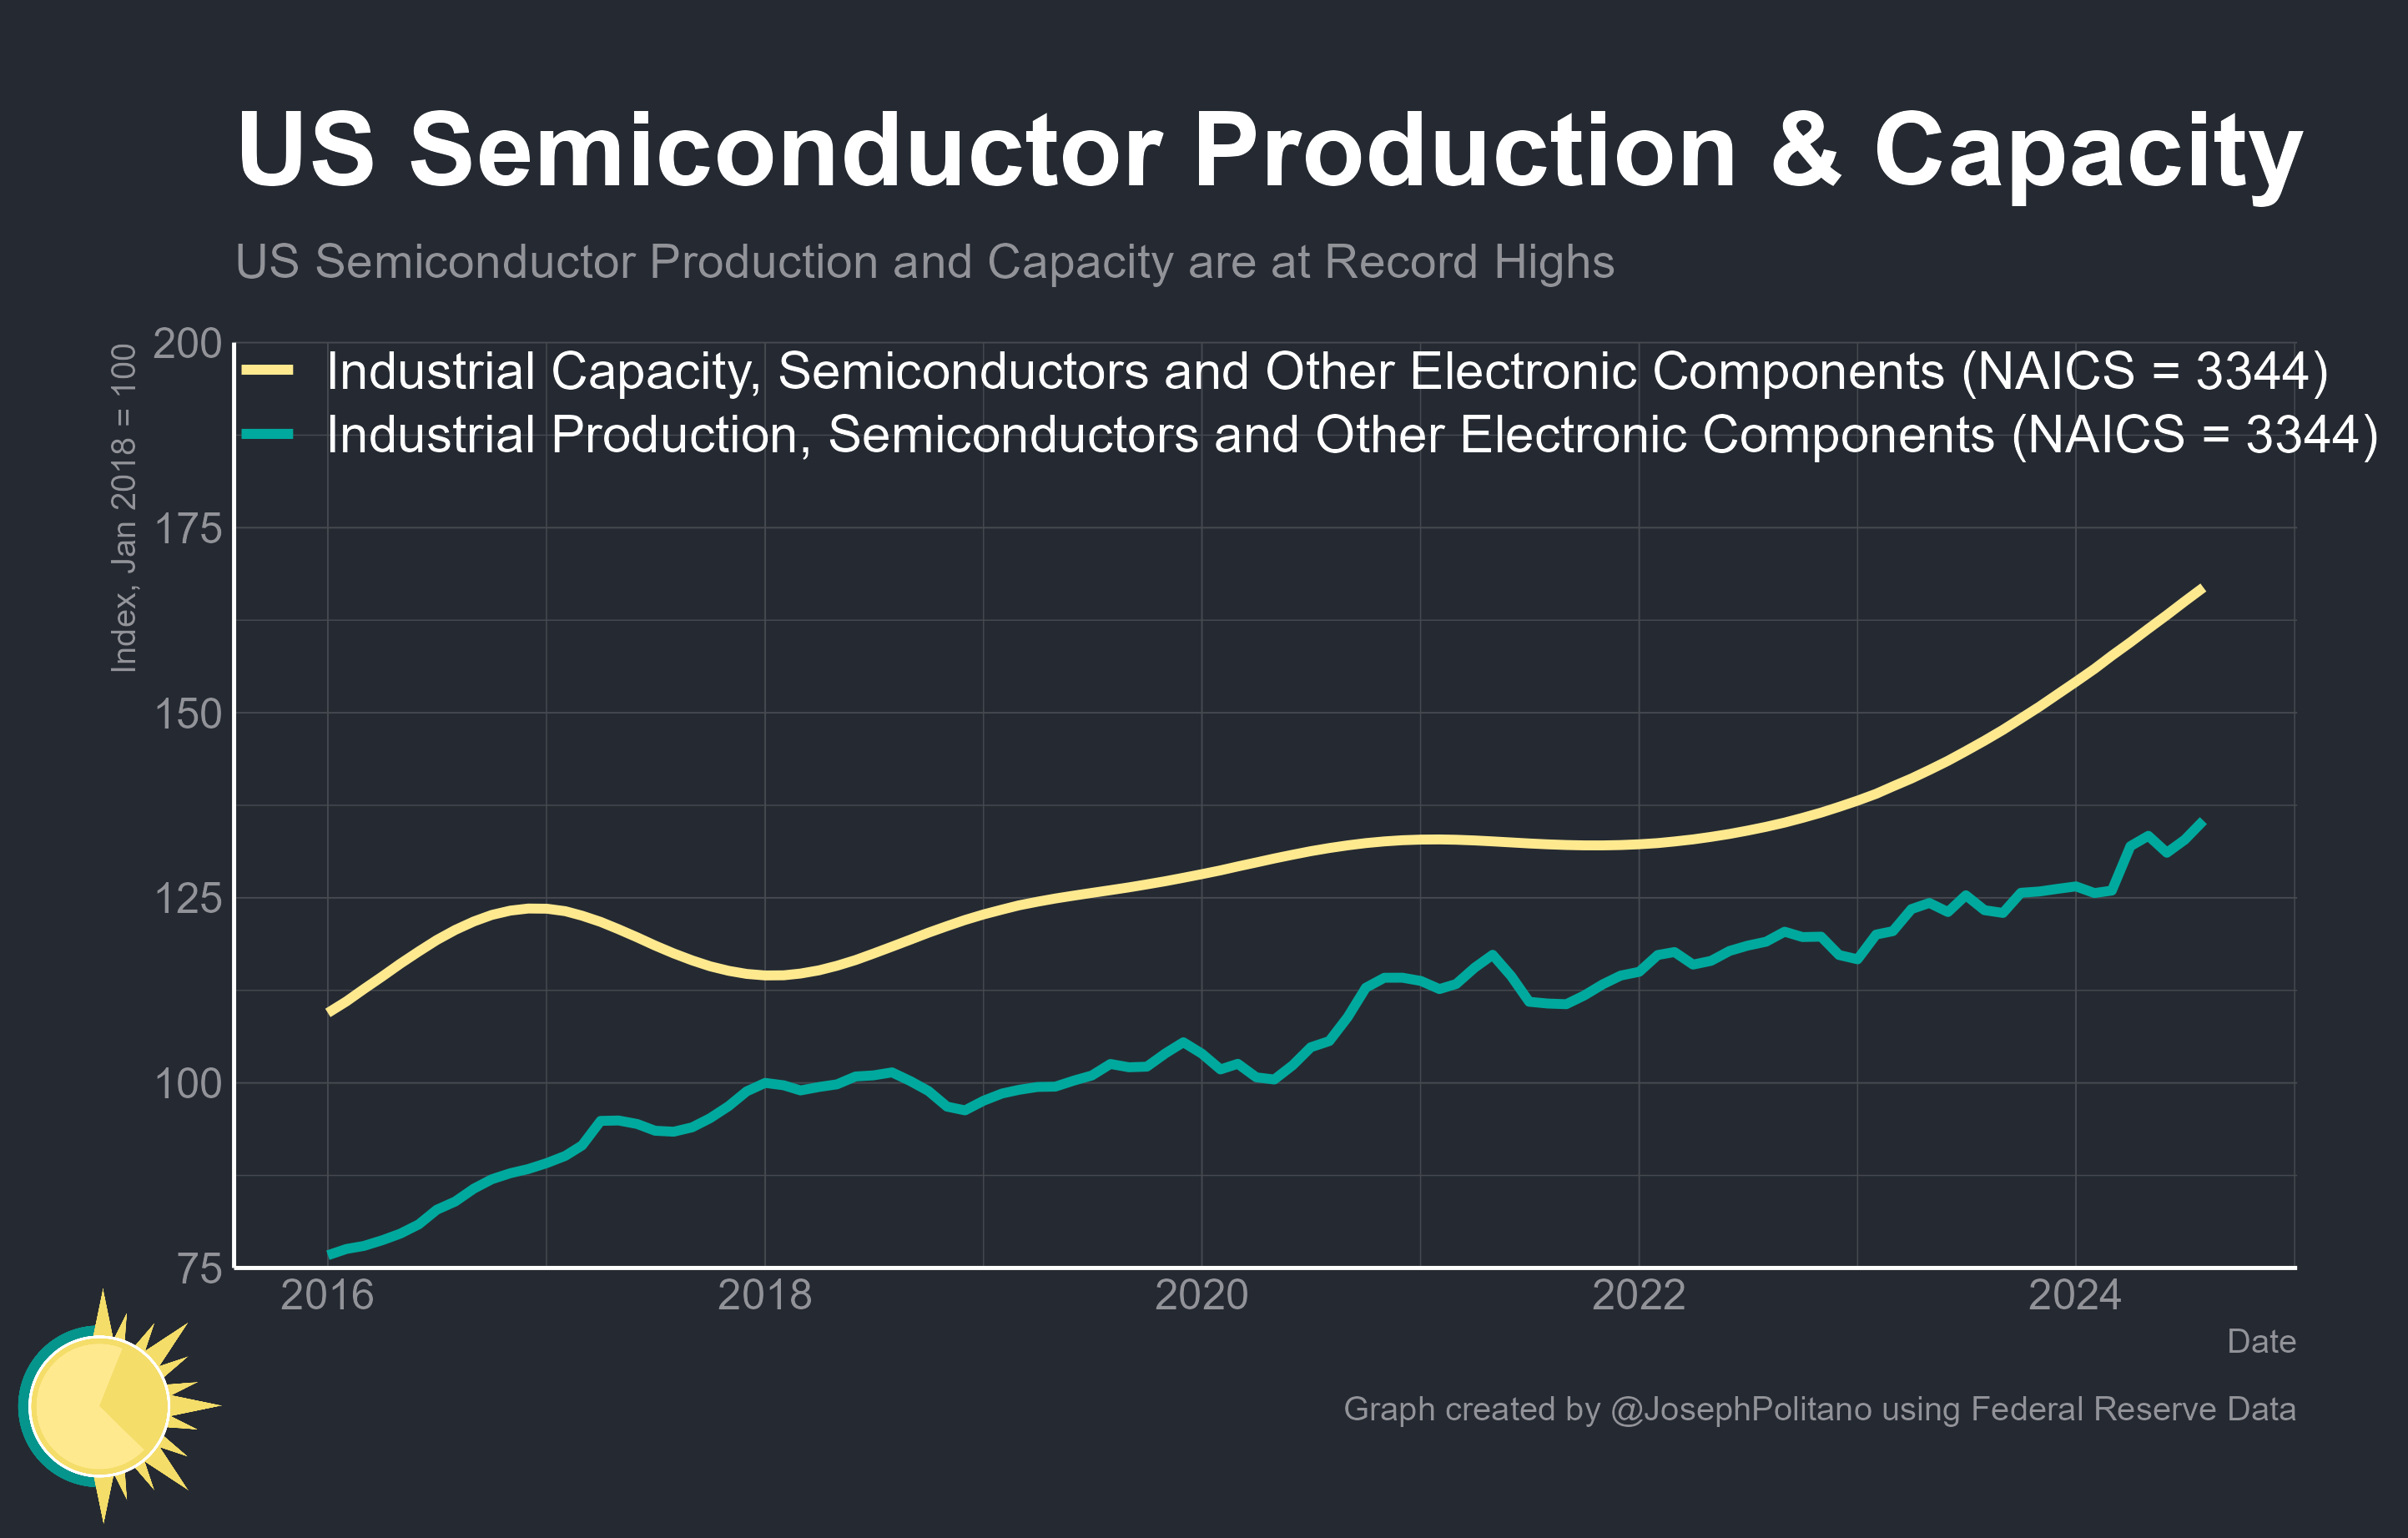 US Semiconductor Production & Capacity
US Semiconductor Production and Capacity are at Record Highs
Index, Jan 2018 = 100
200
175
150
125
100
75
Industrial Capacity, Semiconductors and Other Electronic Components (NAICS = 3344)
Industrial Production, Semiconductors and Other Electronic Components (NAICS = 3344)
2016 2018 2020 2022 2024
Date
Graph created by @JosephPolitano using Federal Reserve Data